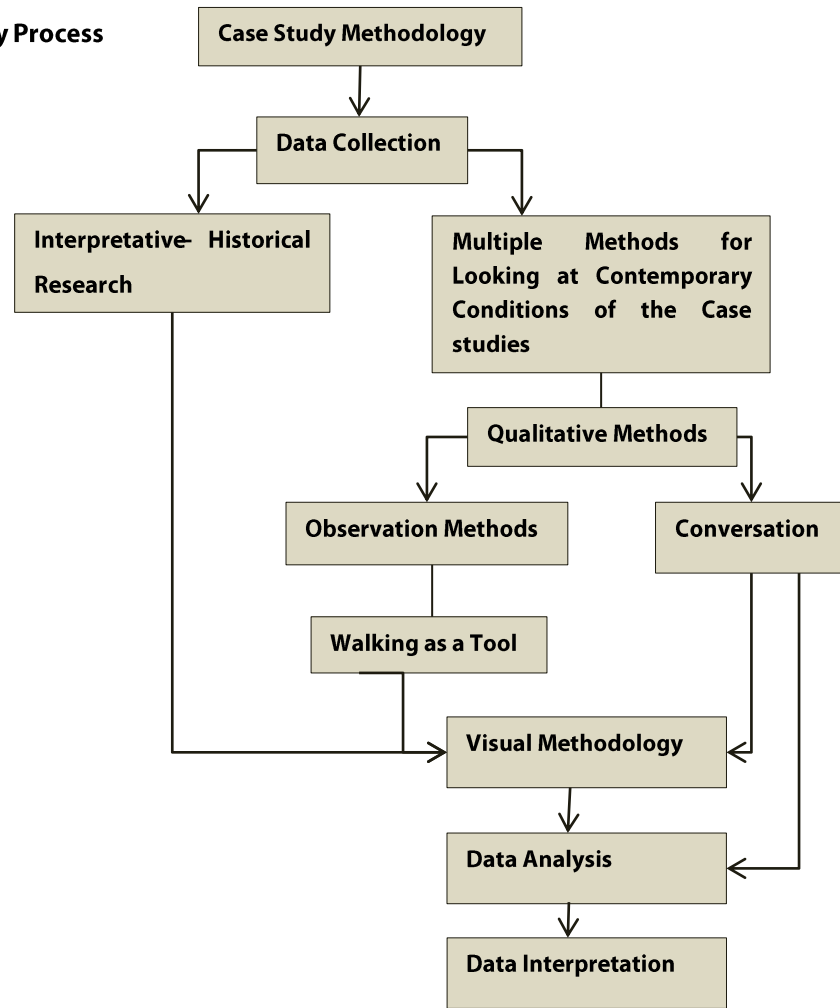 y Process
Case Study Methodology
Data Collection
Interpretative- Historical
Research
Multiple Methods for
Looking at Contemporary
Conditions of the Case
studies
Qualitative Methods
Observation Methods
Conversation
Walking as a Tool
Visual Methodology
Data Analysis
Data Interpretation